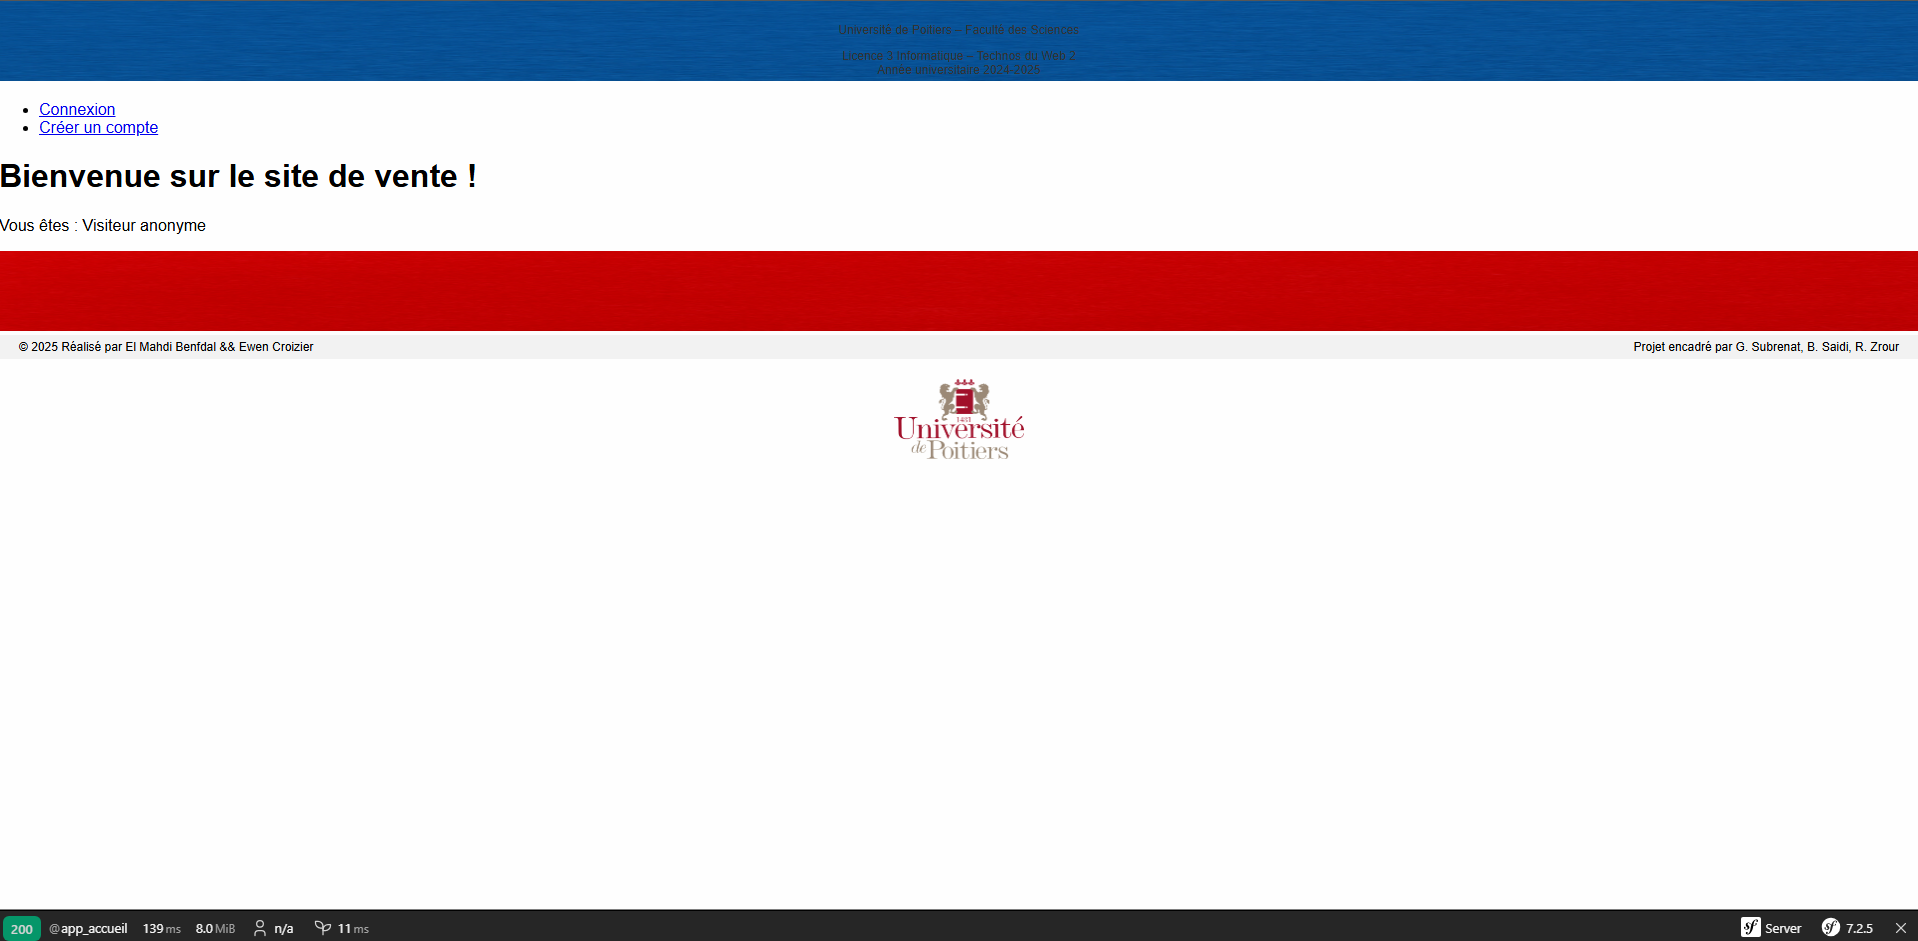 Université de Poitiers – Faculté des Sciences
Licence 3 Informatique – Technos du Web 2
Année universitaire 2024-2025
Connexion
Créer un compte
Bienvenue sur le site de vente !
Vous êtes : Visiteur anonyme
© 2025 Réalisé par El Mahdi Benfdal && Ewen Croizier
Projet encadré par G. Subrenat, B. Saidi, R. Zrour
1431
Université
de Poitiers
200 @app_accueil 139 ms 8.0 MiB n/a 11 ms Server 7.2.5